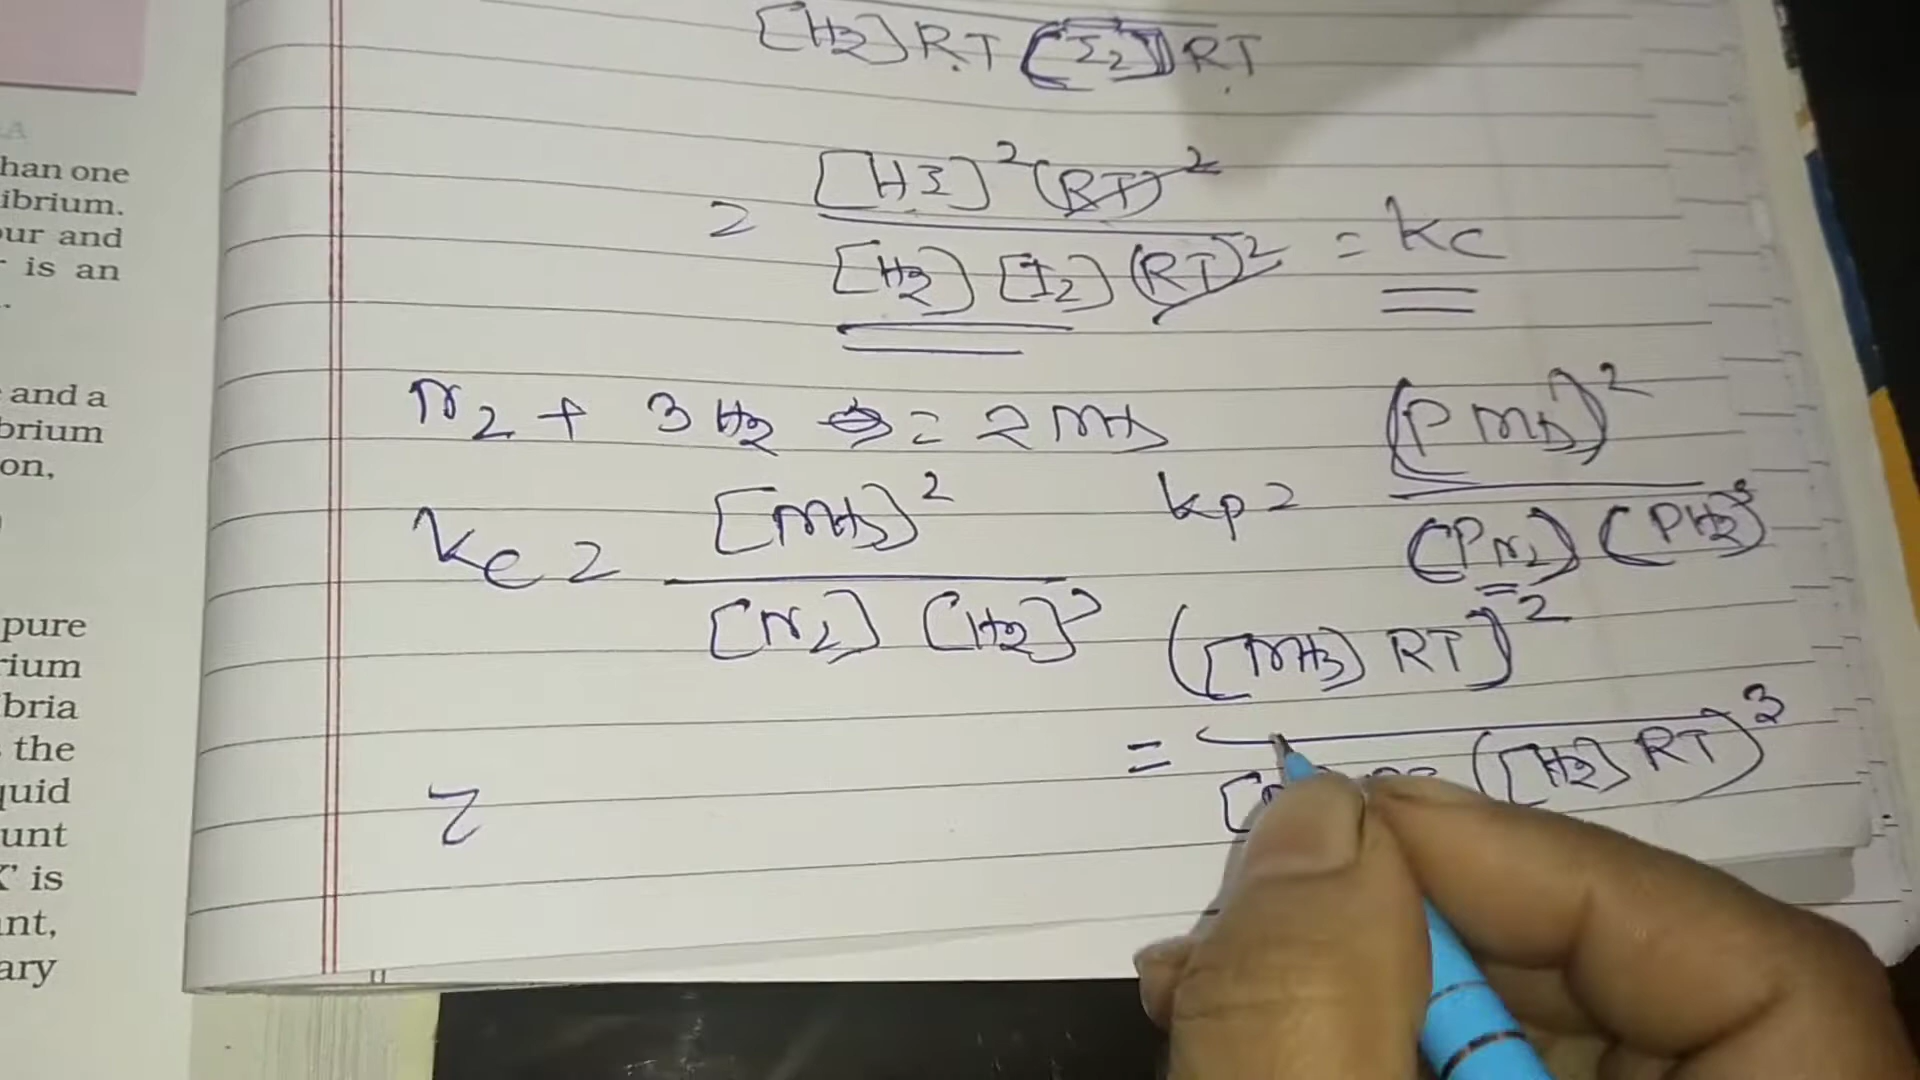 [H2] RT [I2] RT
= [HI]² (RT)² / [H2] [I2] (RT)² = Kc
N2 + 3H2 ⇌ = 2NH3
Kc = [NH3]² / [N2] [H2]³
Kp = (PNH3)² / (PN2) (PH2)³
= ([NH3] RT)² / ([H2] RT)³
=
han one
ibrium.
our and
is an
and a
brium
on,
pure
rium
bria
the
quid
unt
X' is
ant,
ary